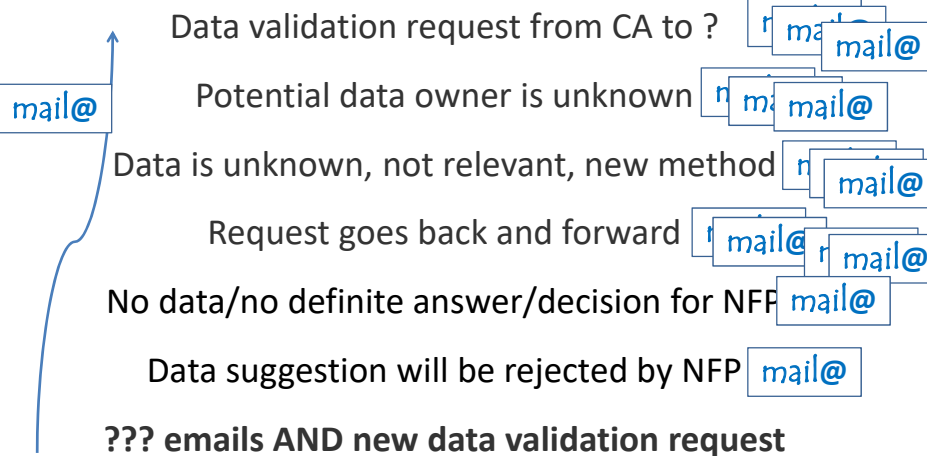 Data validation request from CA to ? mail@
mail@
Potential data owner is unknown mail@
Data is unknown, not relevant, new method mail@
Request goes back and forward mail@ mail@
No data/no definite answer/decision for NFP mail@
Data suggestion will be rejected by NFP mail@
??? emails AND new data validation request